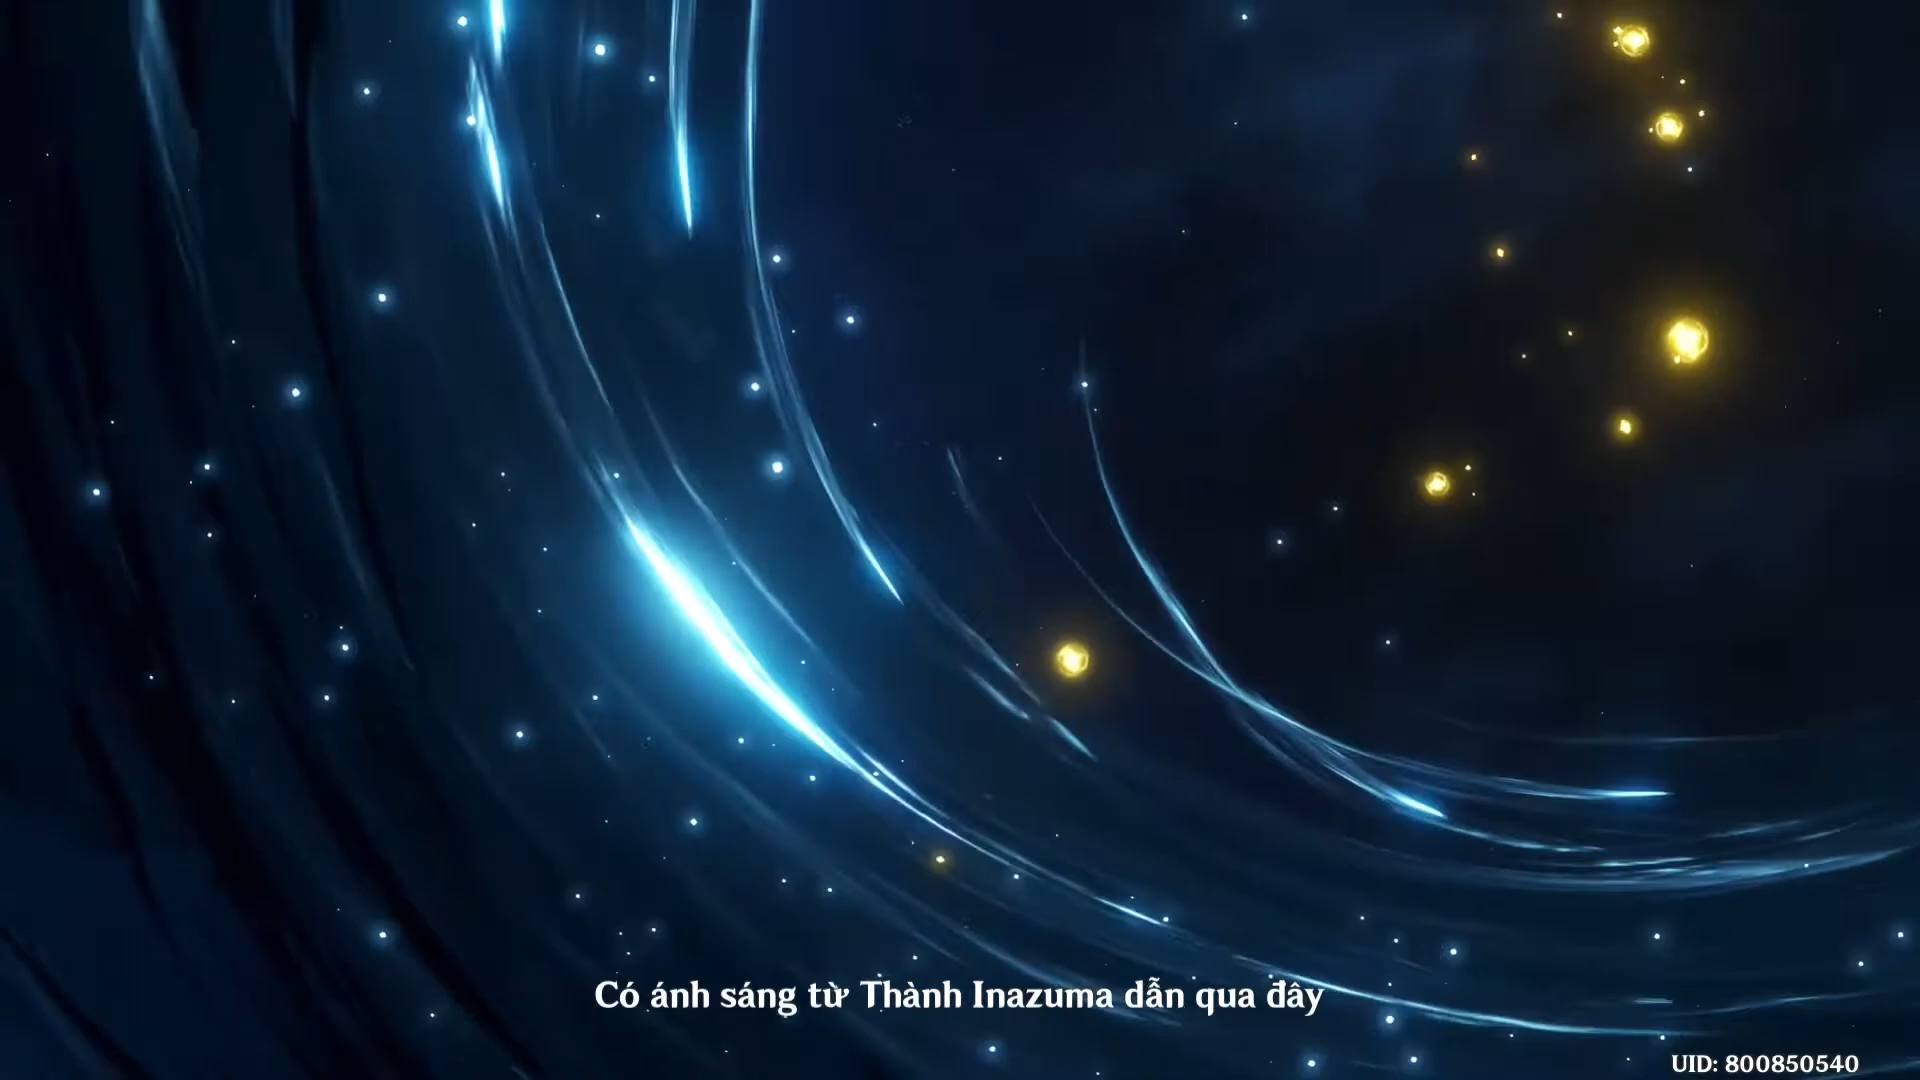 Có ánh sáng từ Thành Inazuma dẫn qua đây
UID: 800850540